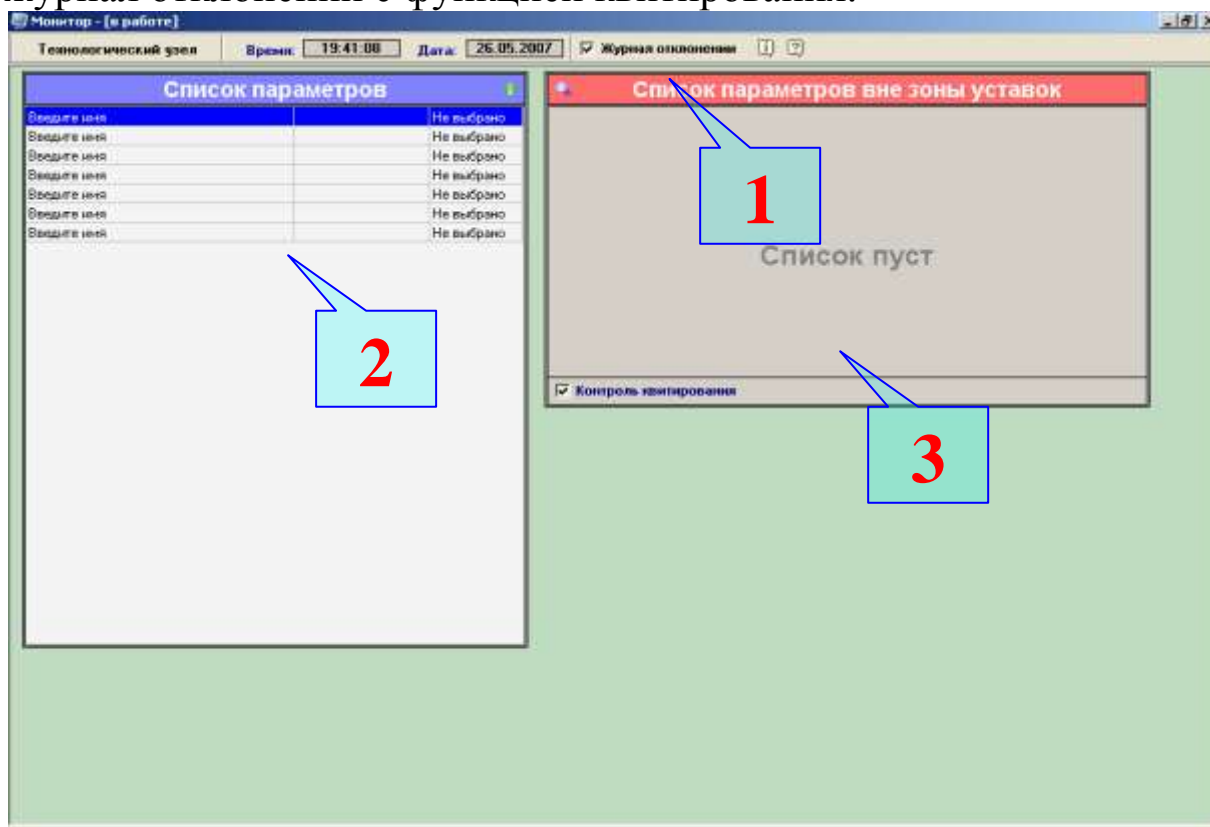 журнал отклонений с функцией квитирования.
Монитор - [в работе]
Технологический узел Время: 19:41:08 Дата: 26.05.2007 Журнал отклонении
Список параметров
Введите имя Не выбрано
Введите имя Не выбрано
Введите имя Не выбрано
Введите имя Не выбрано
Введите имя Не выбрано
Введите имя Не выбрано
Введите имя Не выбрано
Список параметров вне зоны уставок
1
Список пуст
2
Контроль квитирования
3